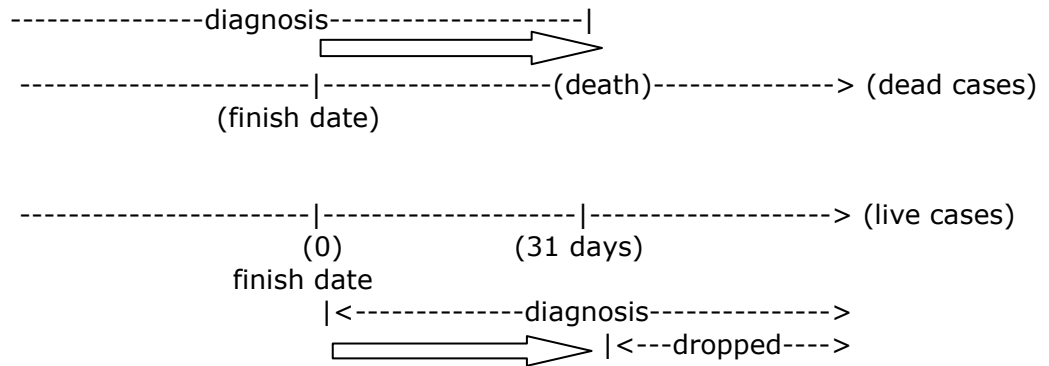 ----------------diagnosis---------------------|
-------------------------|--------------------(death)---------------> (dead cases)
(finish date)
-------------------------|----------------------|--------------------> (live cases)
(0) (31 days)
finish date
|<-------------diagnosis---------------->
|<---dropped---->